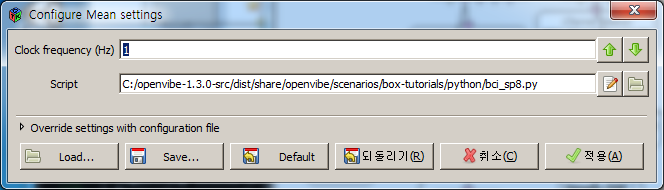 Configure Mean settings
Clock frequency (Hz) 1
Script C:/openvibe-1.3.0-src/dist/share/openvibe/scenarios/box-tutorials/python/bci_sp8.py
Override settings with configuration file
Load... Save... Default 되돌리기(R) 취소(C) 적용(A)